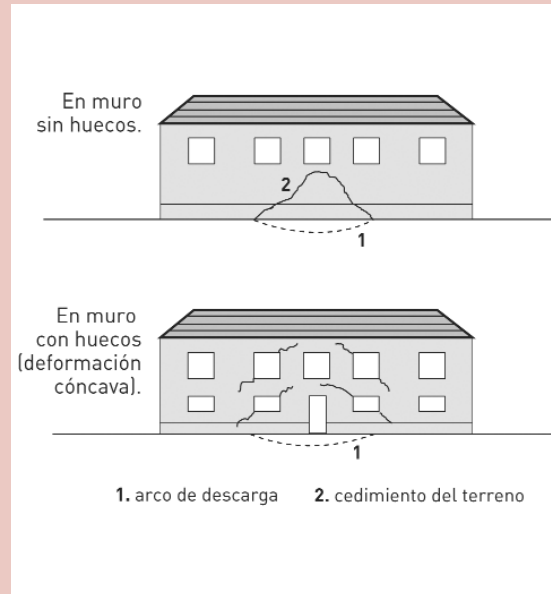 En muro
sin huecos.
2
1
En muro
con huecos
(deformación
cóncava).
1
1. arco de descarga 2. cedimiento del terreno